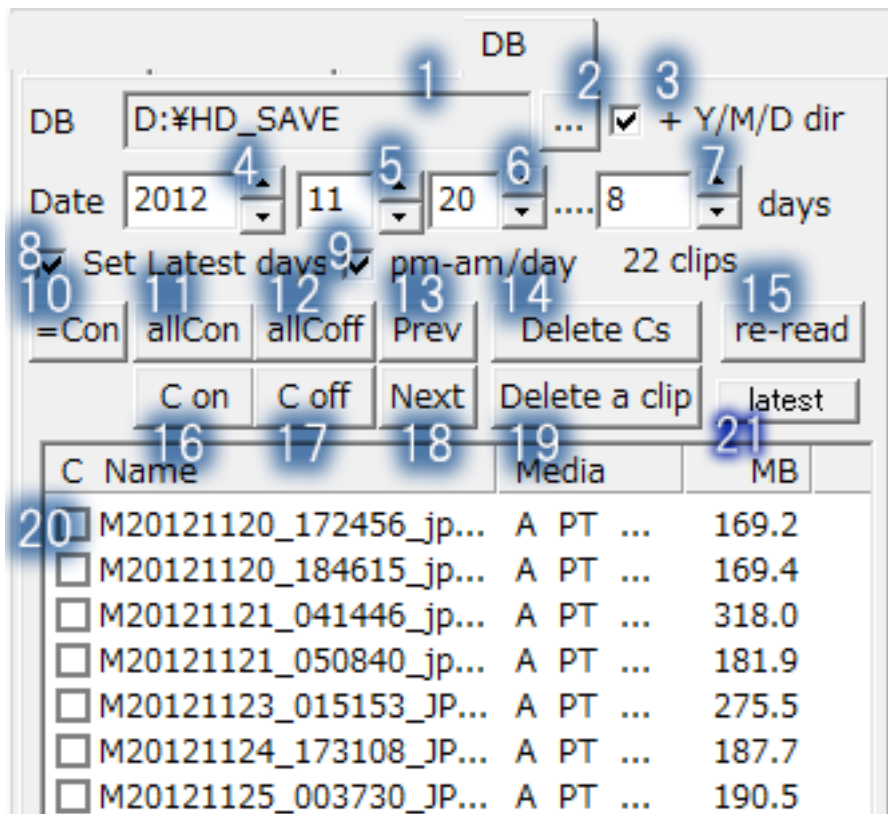 DB
1 2 3
DB D:¥HD_SAVE ... + Y/M/D dir
4 5 6 7
Date 2012 11 20 ....8 days
8 Set Latest days 9 pm-am/day 22 clips
10 11 12 13 14 15
=Con allCon allCoff Prev Delete Cs re-read
C on C off Next Delete a clip latest
16 17 18 19 21
C Name Media MB
20 M20121120_172456_jp... A PT ... 169.2
M20121120_184615_jp... A PT ... 169.4
M20121121_041446_jp... A PT ... 318.0
M20121121_050840_jp... A PT ... 181.9
M20121123_015153_JP... A PT ... 275.5
M20121124_173108_JP... A PT ... 187.7
M20121125_003730_JP... A PT ... 190.5